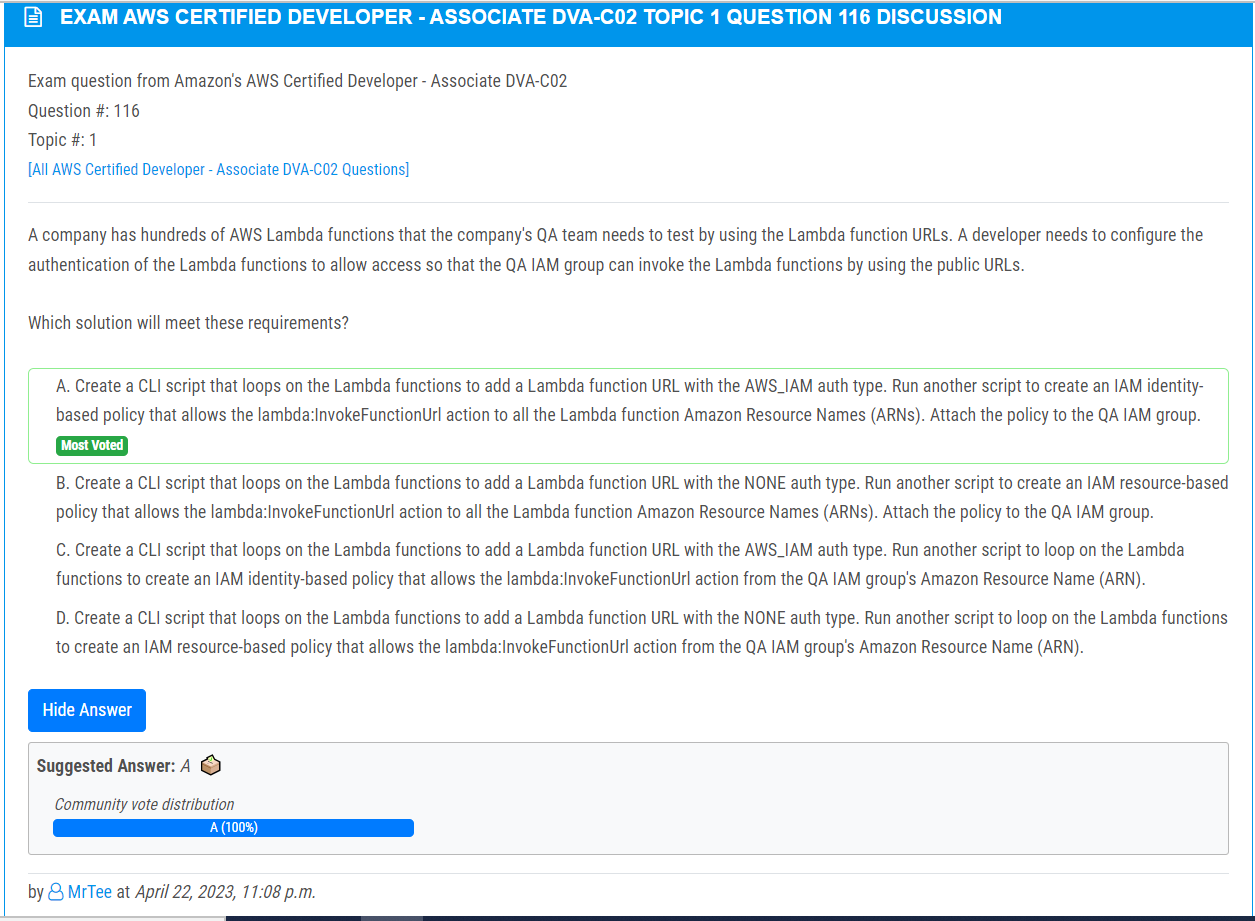 EXAM AWS CERTIFIED DEVELOPER - ASSOCIATE DVA-C02 TOPIC 1 QUESTION 116 DISCUSSION
Exam question from Amazon's AWS Certified Developer - Associate DVA-C02
Question #: 116
Topic #: 1
[All AWS Certified Developer - Associate DVA-C02 Questions]
A company has hundreds of AWS Lambda functions that the company's QA team needs to test by using the Lambda function URLs. A developer needs to configure the
authentication of the Lambda functions to allow access so that the QA IAM group can invoke the Lambda functions by using the public URLs.
Which solution will meet these requirements?
A. Create a CLI script that loops on the Lambda functions to add a Lambda function URL with the AWS_IAM auth type. Run another script to create an IAM identity-
based policy that allows the lambda:InvokeFunctionUrl action to all the Lambda function Amazon Resource Names (ARNs). Attach the policy to the QA IAM group.
Most Voted
B. Create a CLI script that loops on the Lambda functions to add a Lambda function URL with the NONE auth type. Run another script to create an IAM resource-based
policy that allows the lambda:InvokeFunctionUrl action to all the Lambda function Amazon Resource Names (ARNs). Attach the policy to the QA IAM group.
C. Create a CLI script that loops on the Lambda functions to add a Lambda function URL with the AWS_IAM auth type. Run another script to loop on the Lambda
functions to create an IAM identity-based policy that allows the lambda:InvokeFunctionUrl action from the QA IAM group's Amazon Resource Name (ARN).
D. Create a CLI script that loops on the Lambda functions to add a Lambda function URL with the NONE auth type. Run another script to loop on the Lambda functions
to create an IAM resource-based policy that allows the lambda:InvokeFunctionUrl action from the QA IAM group's Amazon Resource Name (ARN).
Hide Answer
Suggested Answer: A
Community vote distribution
A (100%)
by MrTee at April 22, 2023, 11:08 p.m.